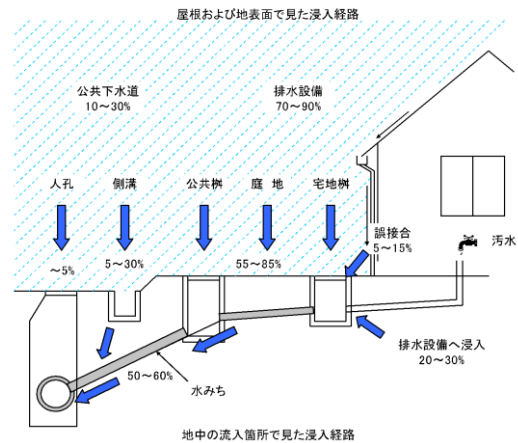 屋根および地表面で見た浸入経路
公共下水道
10～30%
排水設備
70～90%
人孔
側溝
公共桝
庭 地
宅地桝
誤接合
5～15%
汚水
～5%
5～30%
55～85%
排水設備へ浸入
20～30%
50～60%
水みち
地中の流入箇所で見た浸入経路